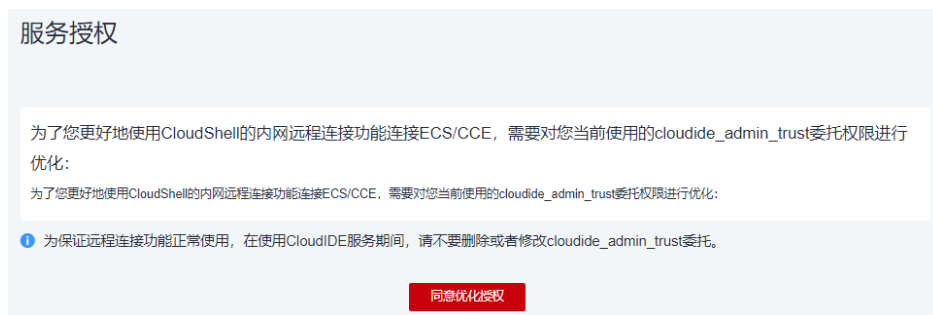 服务授权
为了您更好地使用CloudShell的内网远程连接功能连接ECS/CCE，需要对您当前使用的cloudide_admin_trust委托权限进行
优化：
为了您更好地使用CloudShell的内网远程连接功能连接ECS/CCE，需要对您当前使用的cloudide_admin_trust委托权限进行优化：
为保证远程连接功能正常使用，在使用CloudIDE服务期间，请不要删除或者修改cloudide_admin_trust委托。
同意优化授权